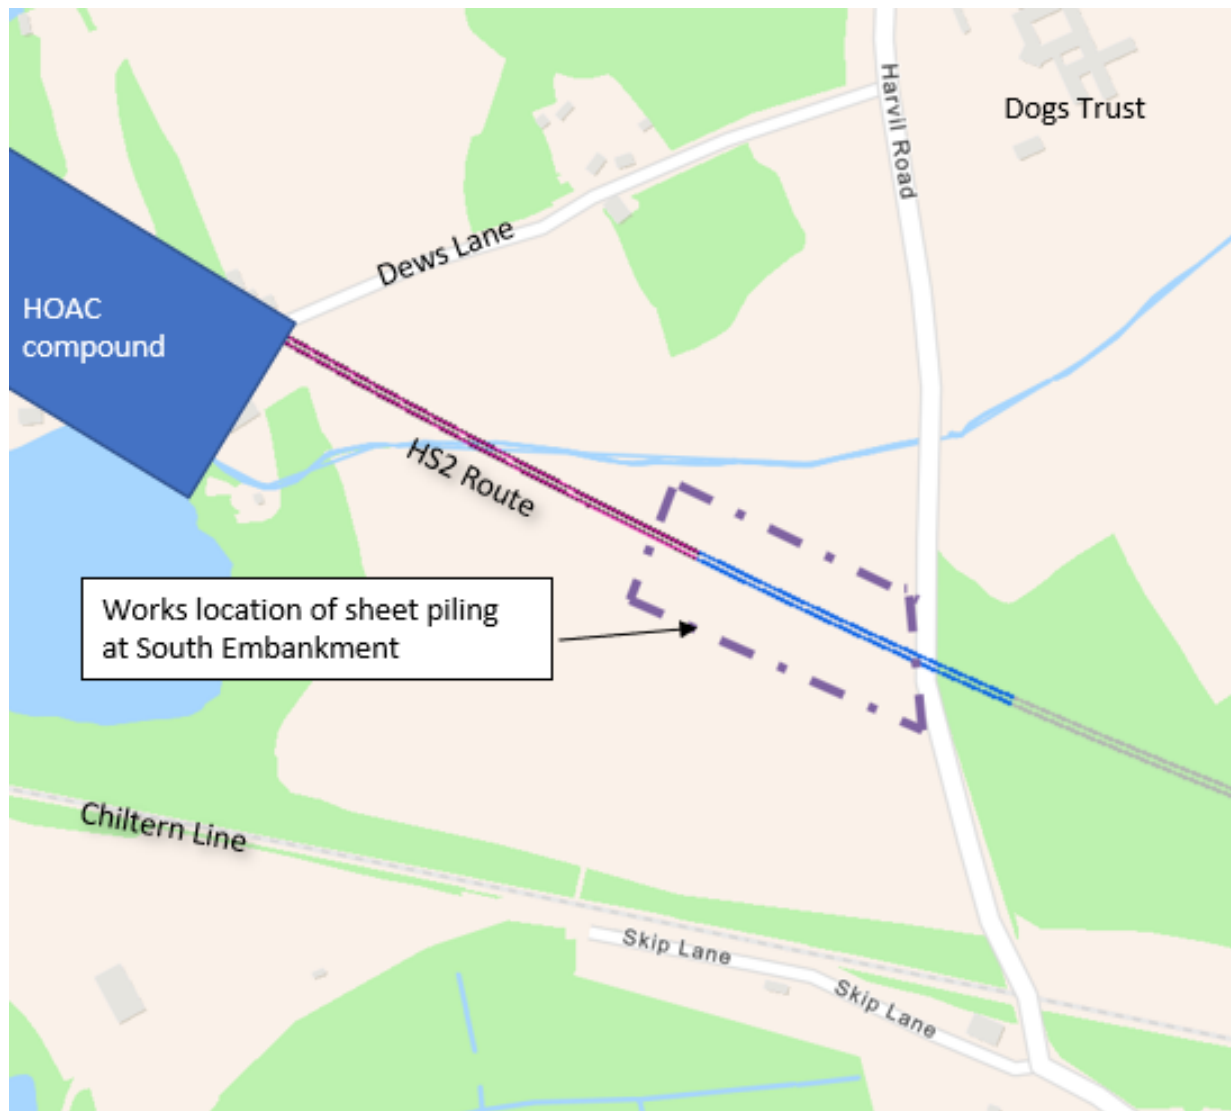 Harvil Road
Dogs Trust
Dews Lane
HOAC
compound
HS2 Route
Works location of sheet piling
at South Embankment
Chiltern Line
Skip Lane
Skip Lane